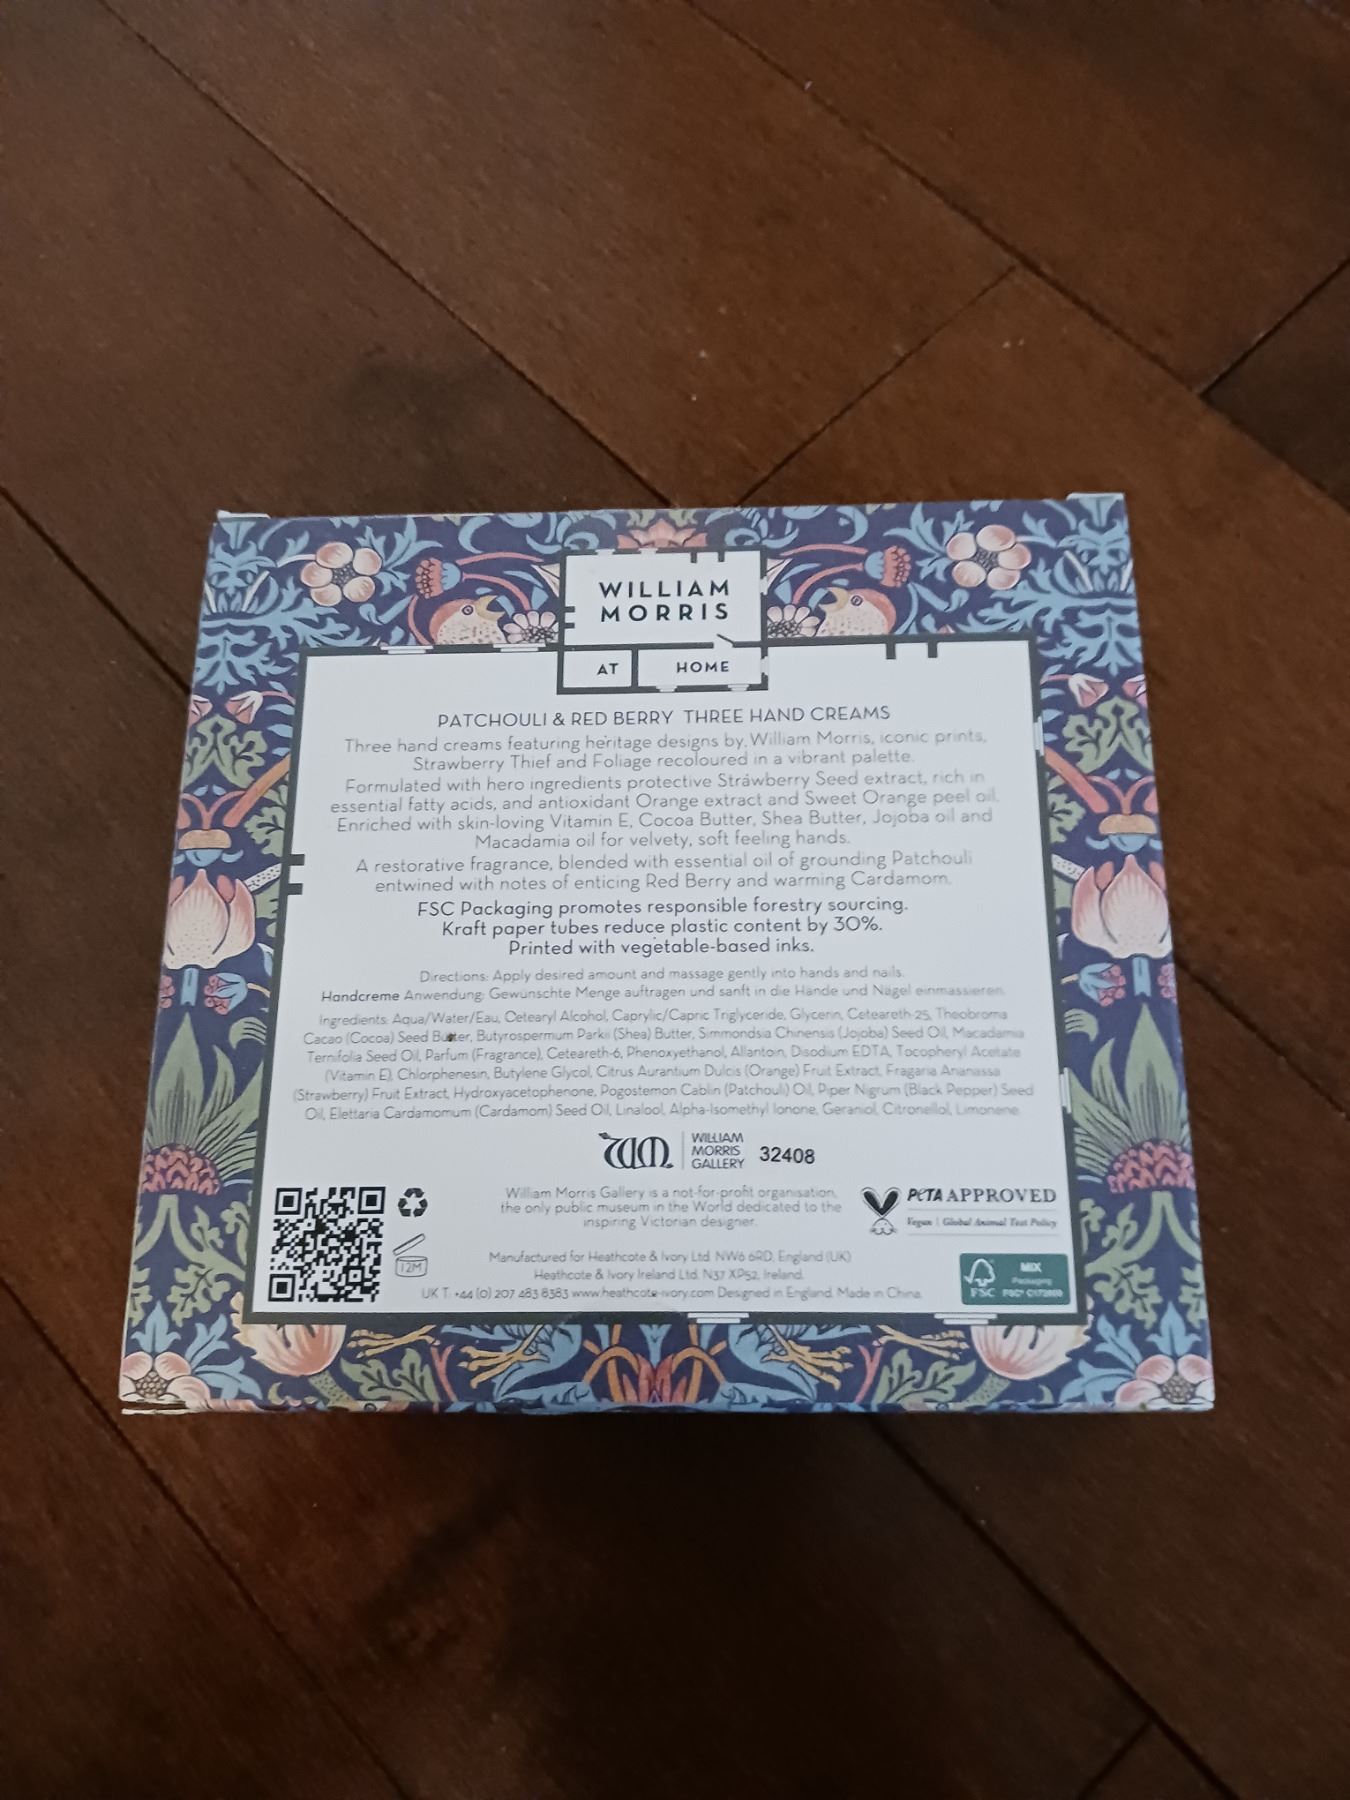 WILLIAM
MORRIS
AT HOME
PATCHOULI & RED BERRY THREE HAND CREAMS
Three hand creams featuring heritage designs by William Morris, iconic prints,
Strawberry Thief and Foliage recoloured in a vibrant palette.
Formulated with hero ingredients protective Strawberry Seed extract, rich in
essential fatty acids, and antioxidant Orange extract and Sweet Orange peel oil.
Enriched with skin-loving Vitamin E, Cocoa Butter, Shea Butter, Jojoba oil and
Macadamia oil for velvety, soft feeling hands.
A restorative fragrance, blended with essential oil of grounding Patchouli
entwined with notes of enticing Red Berry and warming Cardamom.
FSC Packaging promotes responsible forestry sourcing.
Kraft paper tubes reduce plastic content by 30%.
Printed with vegetable-based inks.
Directions: Apply desired amount and massage gently into hands and nails.
Handcreme Anwendung: Gewünschte Menge auftragen und sanft in die Hände und Nägel einmassieren.
Ingredients: Aqua/Water/Eau, Cetearyl Alcohol, Caprylic/Capric Triglyceride, Glycerin, Ceteareth-25, Theobroma
Cacao (Cocoa) Seed Butter, Butyrospermum Parkii (Shea) Butter, Simmondsia Chinensis (Jojoba) Seed Oil, Macadamia
Ternifolia Seed Oil, Parfum (Fragrance), Ceteareth-6, Phenoxyethanol, Allantoin, Disodium EDTA, Tocopheryl Acetate
(Vitamin E), Chlorphenesin, Butylene Glycol, Citrus Aurantium Dulcis (Orange) Fruit Extract, Fragaria Ananassa
(Strawberry) Fruit Extract, Hydroxyacetophenone, Pogostemon Cablin (Patchouli) Oil, Piper Nigrum (Black Pepper) Seed
Oil, Elettaria Cardamomum (Cardamom) Seed Oil, Linalool, Alpha-Isomethyl Ionone, Geraniol, Citronellol, Limonene.
WM
WILLIAM
MORRIS
GALLERY
32408
William Morris Gallery is a not-for-profit organisation,
the only public museum in the World dedicated to the
inspiring Victorian designer.
PETA APPROVED
Vegan | Global Animal Test Policy
12M
Manufactured for Heathcote & Ivory Ltd. NW6 6RD, England (UK)
Heathcote & Ivory Ireland Ltd. N37 XP52, Ireland.
UK T: +44 (0) 207 483 8383 www.heathcote-ivory.com Designed in England. Made in China
FSC
MIX
Packaging
FSC® C172809